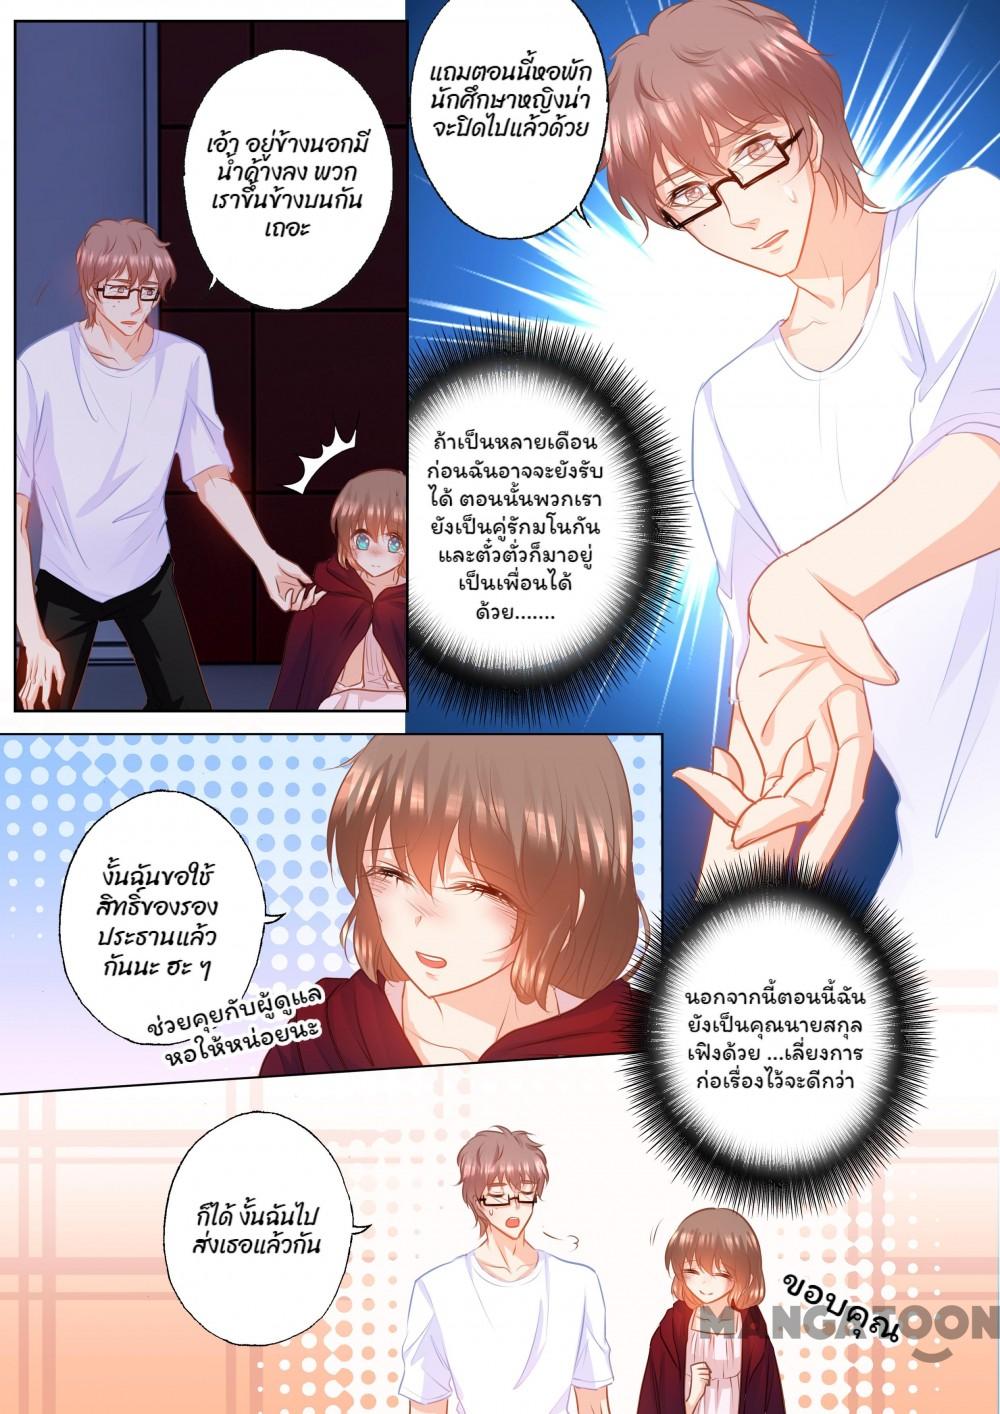 เอ้า อยู่ข้างนอกมี
น้ำค้างลง พวก
เราขึ้นข้างบนกัน
เถอะ
แถมตอนนี้หอพัก
นักศึกษาหญิงน่า
จะปิดไปแล้วด้วย
ถ้าเป็นหลายเดือน
ก่อนฉันอาจจะยังรับ
ได้ ตอนนั้นพวกเรา
ยังเป็นคู่รักมโนกัน
และตั๋วตั่วก็มาอยู่
เป็นเพื่อนได้
ด้วย.......
งั้นฉันขอใช้
สิทธิ์ของรอง
ประธานแล้ว
กันนะ ฮะ ๆ
ช่วยคุยกับผู้ดูแล
หอให้หน่อยนะ
นอกจากนี้ตอนนี้ฉัน
ยังเป็นคุณนายสกุล
เฟิงด้วย ...เลี่ยงการ
ก่อเรื่องไว้จะดีกว่า
ก็ได้ งั้นฉันไป
ส่งเธอแล้วกัน
ขอบคุณ
MANGATOON